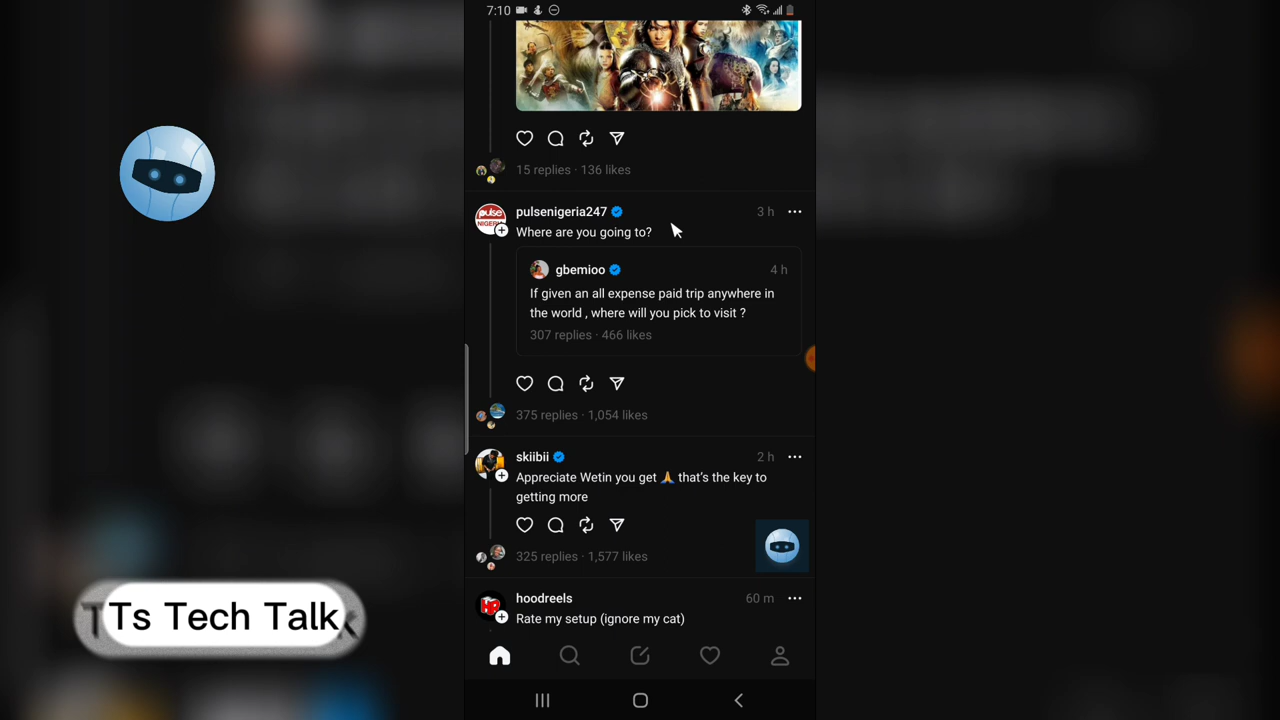 7:10
15 replies · 136 likes
pulsenigeria247
3 h
Where are you going to?
gbemioo
4 h
If given an all expense paid trip anywhere in
the world , where will you pick to visit ?
307 replies · 466 likes
375 replies · 1,054 likes
skiibii
2 h
Appreciate Wetin you get 🙏 that's the key to
getting more
325 replies · 1,577 likes
hoodreels
60 m
Rate my setup (ignore my cat)
Ts Tech Talk
pulse
NIGERIA